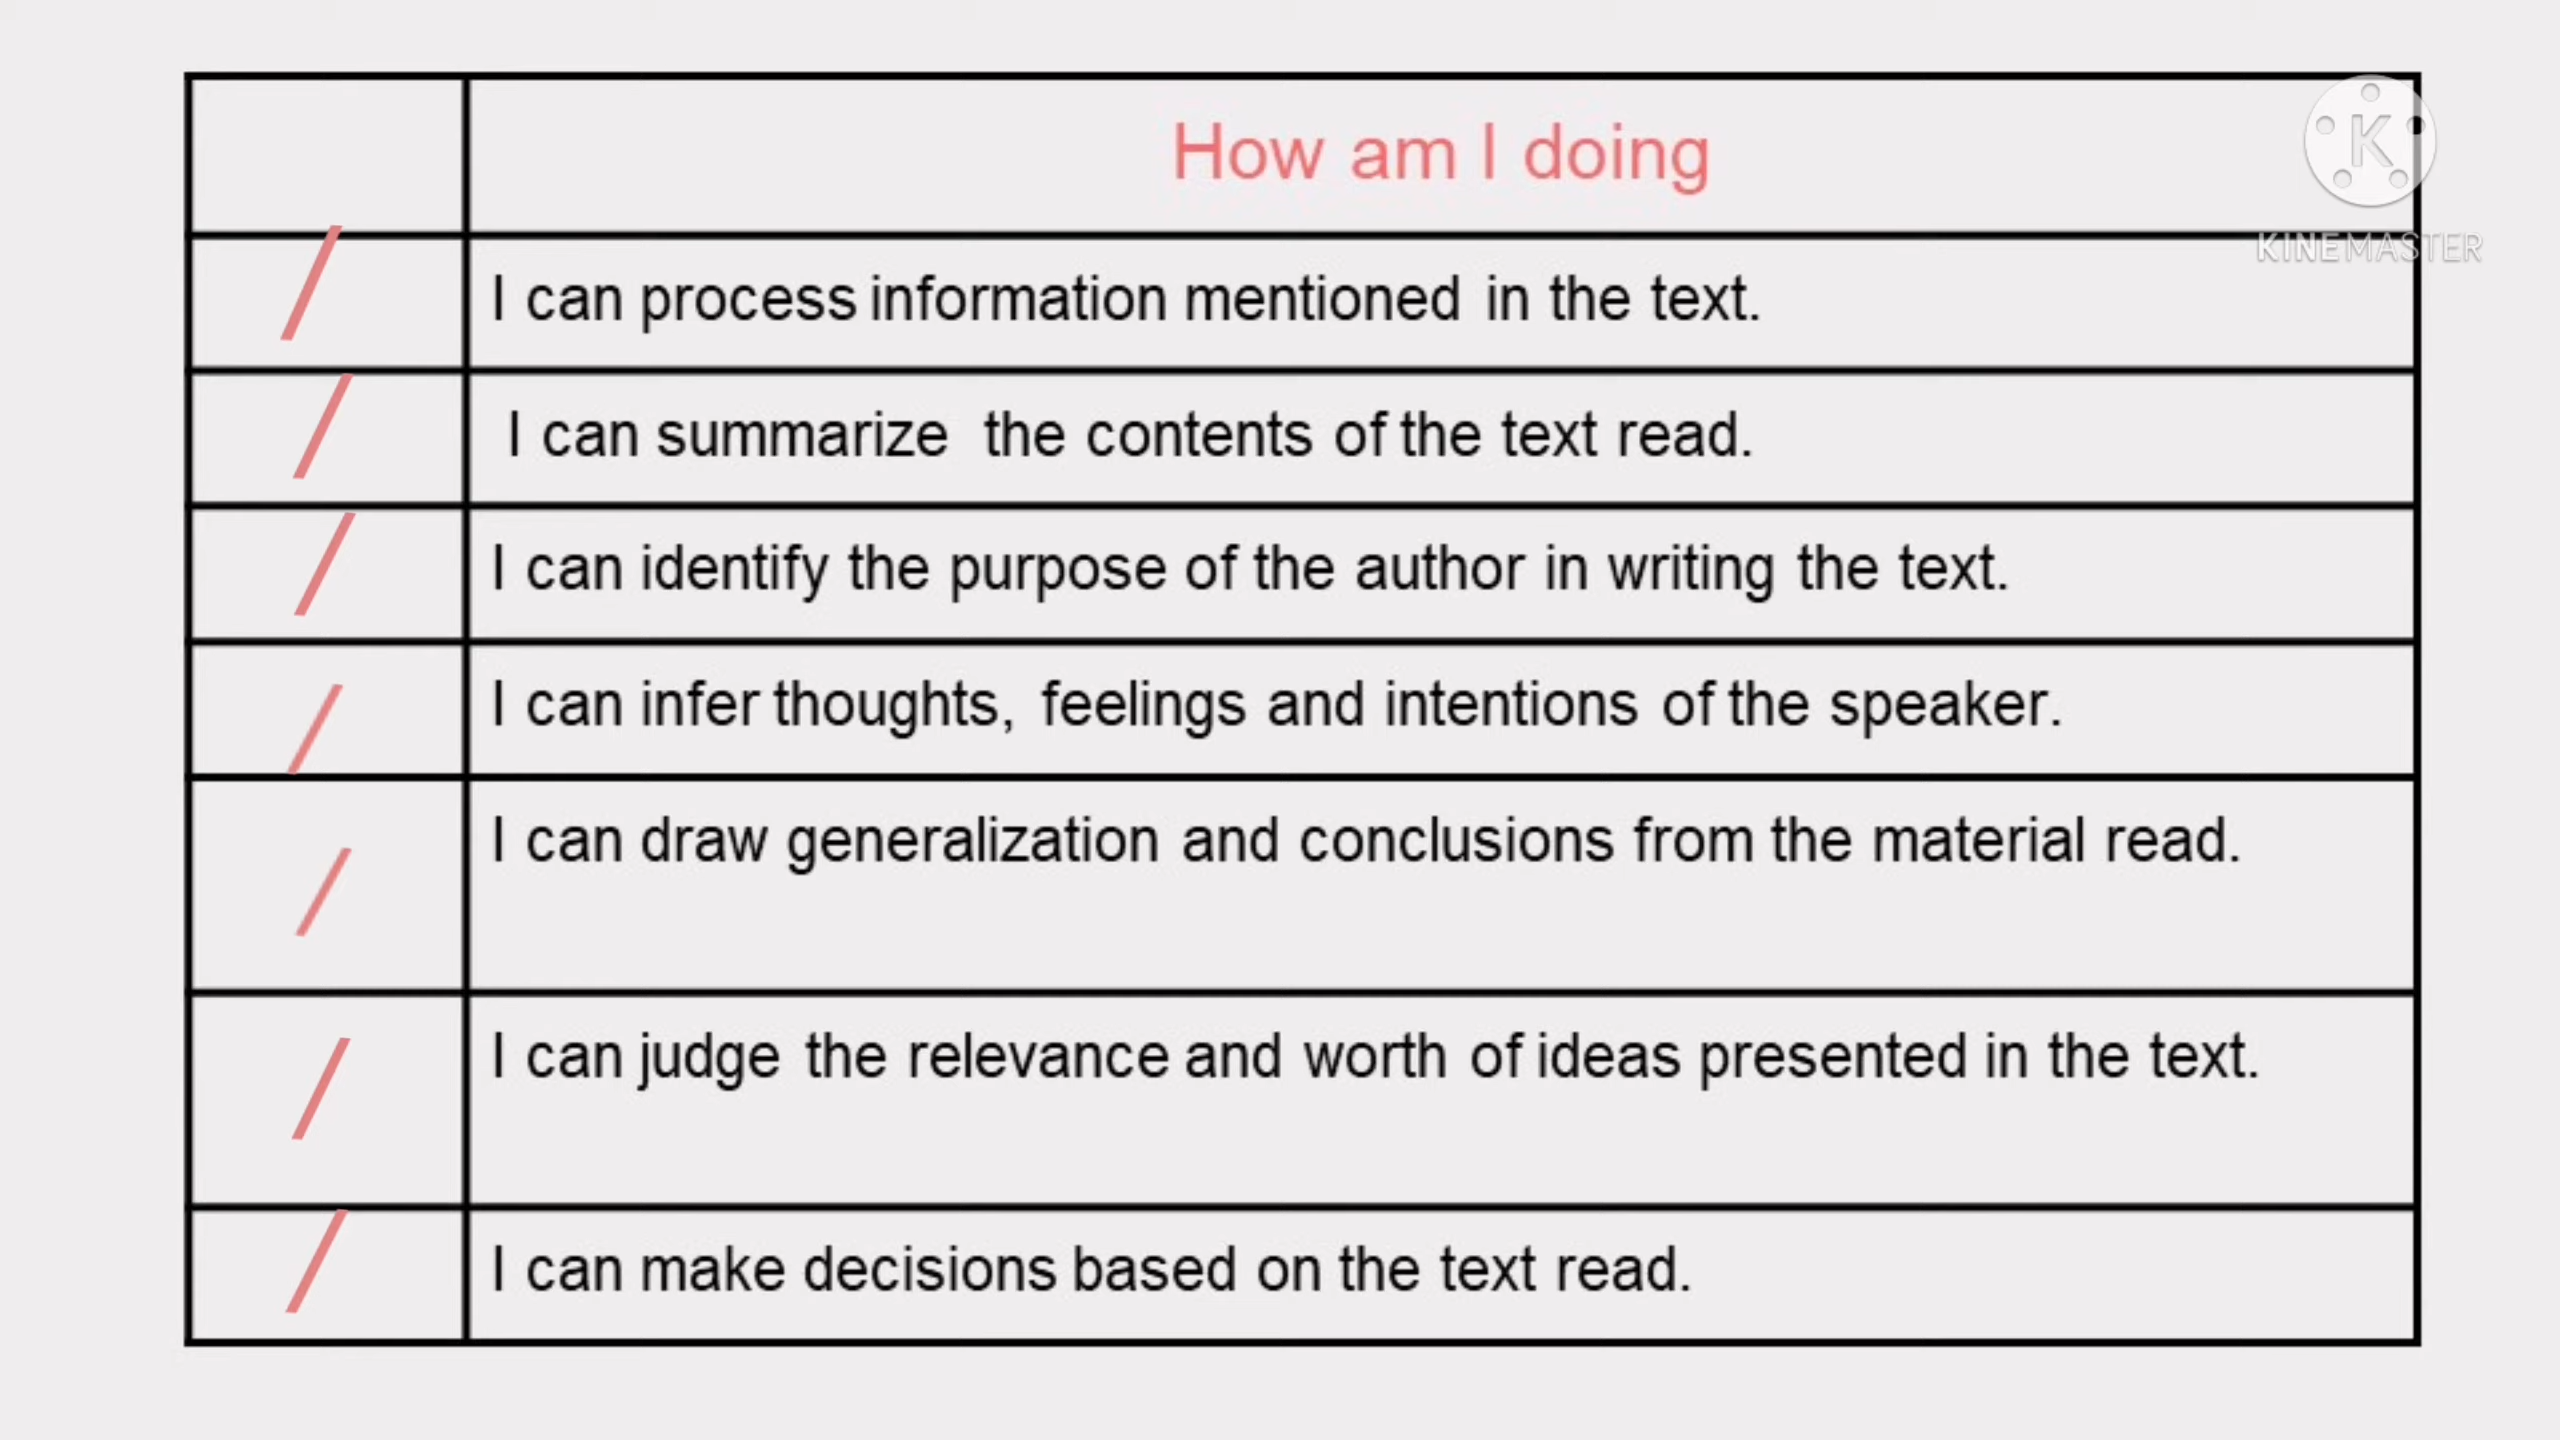 How am I doing
K
KINEMASTER
/ I can process information mentioned in the text.
/ I can summarize the contents of the text read.
/ I can identify the purpose of the author in writing the text.
/ I can infer thoughts, feelings and intentions of the speaker.
/ I can draw generalization and conclusions from the material read.
/ I can judge the relevance and worth of ideas presented in the text.
/ I can make decisions based on the text read.